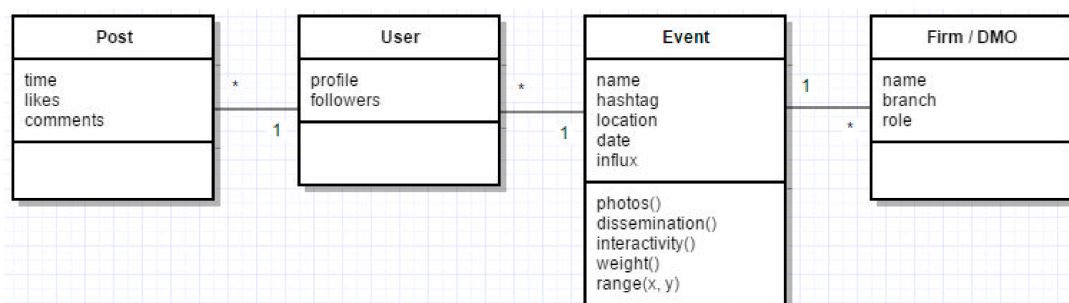 Post
time
likes
comments
*
1
User
profile
followers
*
1
Event
name
hashtag
location
date
influx
photos()
dissemination()
interactivity()
weight()
range(x, y)
1
*
Firm / DMO
name
branch
role